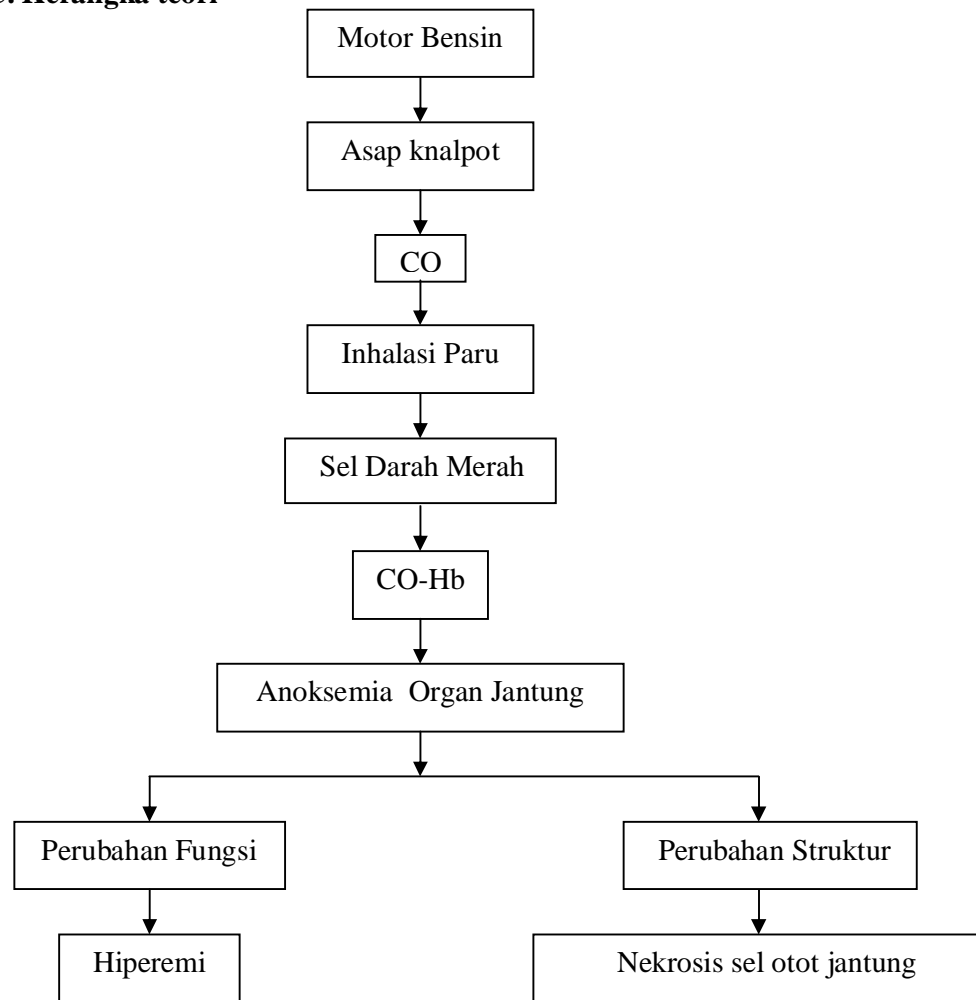 Kerangka teori
Motor Bensin
Asap knalpot
CO
Inhalasi Paru
Sel Darah Merah
CO-Hb
Anoksemia Organ Jantung
Perubahan Fungsi
Perubahan Struktur
Hiperemi
Nekrosis sel otot jantung